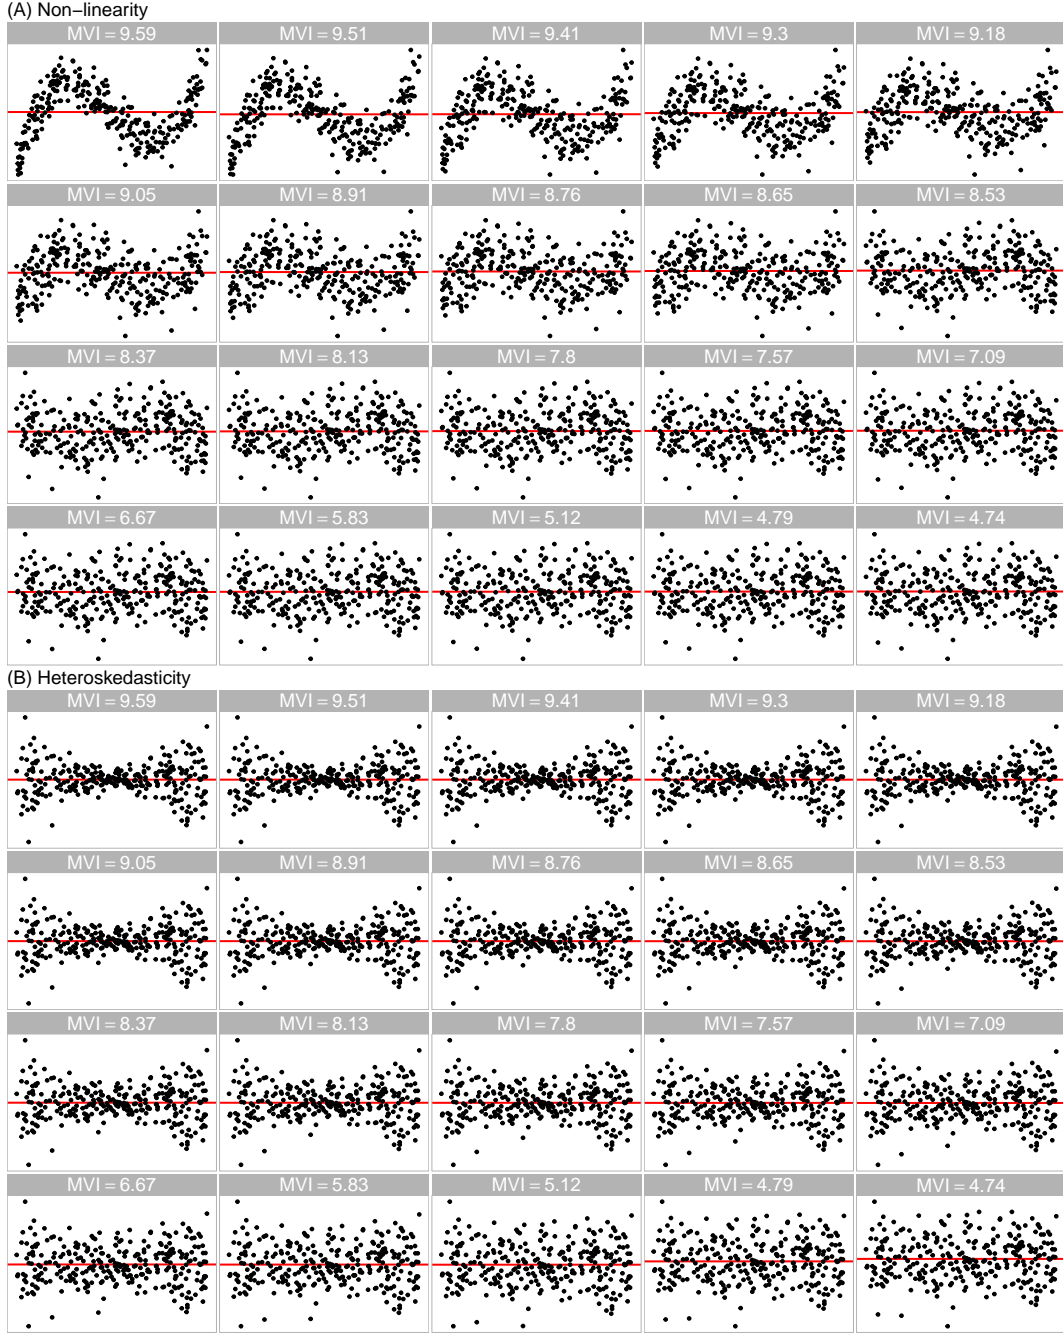 (A) Non−linearity
MVI = 9.59 MVI = 9.51 MVI = 9.41 MVI = 9.3 MVI = 9.18
MVI = 9.05 MVI = 8.91 MVI = 8.76 MVI = 8.65 MVI = 8.53
MVI = 8.37 MVI = 8.13 MVI = 7.8 MVI = 7.57 MVI = 7.09
MVI = 6.67 MVI = 5.83 MVI = 5.12 MVI = 4.79 MVI = 4.74
(B) Heteroskedasticity
MVI = 9.59 MVI = 9.51 MVI = 9.41 MVI = 9.3 MVI = 9.18
MVI = 9.05 MVI = 8.91 MVI = 8.76 MVI = 8.65 MVI = 8.53
MVI = 8.37 MVI = 8.13 MVI = 7.8 MVI = 7.57 MVI = 7.09
MVI = 6.67 MVI = 5.83 MVI = 5.12 MVI = 4.79 MVI = 4.74